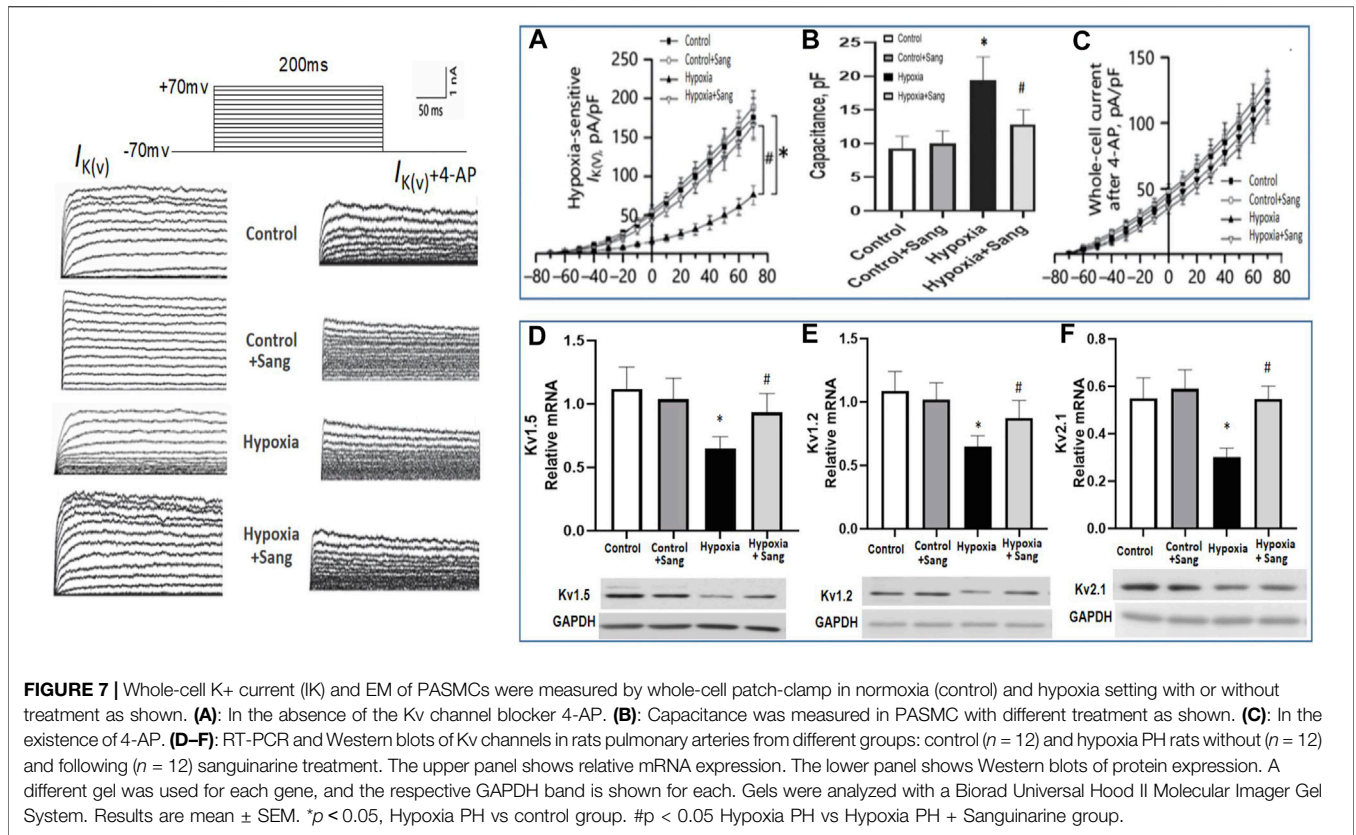 200ms
+70mv
1 nA
50 ms
-70mv
IK(v)
IK(v)+4-AP
Control
Control
+Sang
Hypoxia
Hypoxia
+Sang
A
Hypoxia-sensitive
IK(V), pA/pF
250
200
150
100
50
Control
Control+Sang
Hypoxia
Hypoxia+Sang
# *
−80 −60 −40 −20 0 20 40 60 80
B
Capacitance, pF
25
20
15
10
5
0
Control
Control+Sang
Hypoxia
Hypoxia+Sang
*
#
Control
Control+Sang
Hypoxia
Hypoxia+Sang
C
Whole-cell current
after 4-AP, pA/pF
150
100
50
Control
Control+Sang
Hypoxia
Hypoxia+Sang
−80 −60 −40 −20 0 20 40 60 80
D
Kv1.5
Relative mRNA
1.5
1.0
0.5
0.0
*
#
Control Control +Sang Hypoxia Hypoxia + Sang
Kv1.5
GAPDH
E
Kv1.2
Relative mRNA
1.5
1.0
0.5
0.0
*
#
Control Control +Sang Hypoxia Hypoxia + Sang
Kv1.2
GAPDH
F
Kv2.1
Relative mRNA
0.8
0.6
0.4
0.2
0.0
*
#
Control Control +Sang Hypoxia Hypoxia + Sang
Kv2.1
GAPDH
FIGURE 7 | Whole-cell K+ current (IK) and EM of PASMCs were measured by whole-cell patch-clamp in normoxia (control) and hypoxia setting with or without
treatment as shown. (A): In the absence of the Kv channel blocker 4-AP. (B): Capacitance was measured in PASMC with different treatment as shown. (C): In the
existence of 4-AP. (D–F): RT-PCR and Western blots of Kv channels in rats pulmonary arteries from different groups: control (n = 12) and hypoxia PH rats without (n = 12)
and following (n = 12) sanguinarine treatment. The upper panel shows relative mRNA expression. The lower panel shows Western blots of protein expression. A
different gel was used for each gene, and the respective GAPDH band is shown for each. Gels were analyzed with a Biorad Universal Hood II Molecular Imager Gel
System. Results are mean ± SEM. *p < 0.05, Hypoxia PH vs control group. #p < 0.05 Hypoxia PH vs Hypoxia PH + Sanguinarine group.